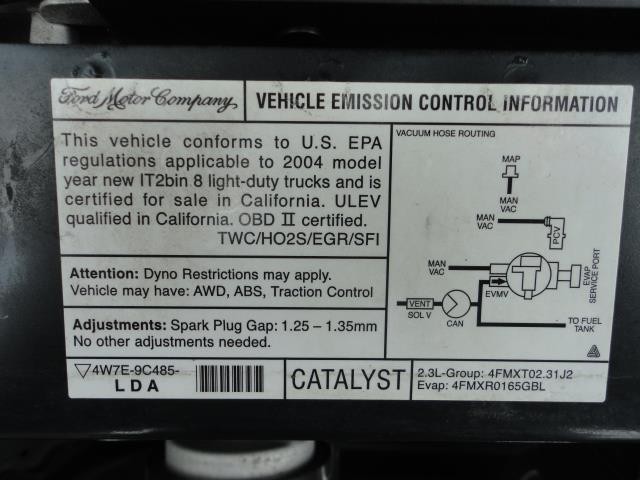 Ford Motor Company
VEHICLE EMISSION CONTROL INFORMATION
This vehicle conforms to U.S. EPA
regulations applicable to 2004 model
year new IT2bin 8 light-duty trucks and is
certified for sale in California. ULEV
qualified in California. OBD II certified.
TWC/HO2S/EGR/SFI
Attention: Dyno Restrictions may apply.
Vehicle may have: AWD, ABS, Traction Control
Adjustments: Spark Plug Gap: 1.25 – 1.35mm
No other adjustments needed.
VACUUM HOSE ROUTING
MAP
MAN
VAC
MAN
VAC
PCV
MAN
VAC
T
EVMV
EVAP
SERVICE PORT
VENT
SOL V
CAN
TO FUEL
TANK
▽4W7E-9C485-
LDA
CATALYST
2.3L-Group: 4FMXT02.31J2
Evap: 4FMXR0165GBL